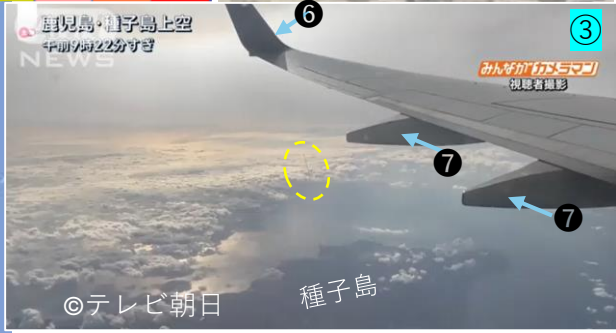 鹿児島・種子島上空
午前9時22分すぎ
NEWS
❻
③
みんながカメラマン
視聴者撮影
❼
❼
種子島
©テレビ朝日